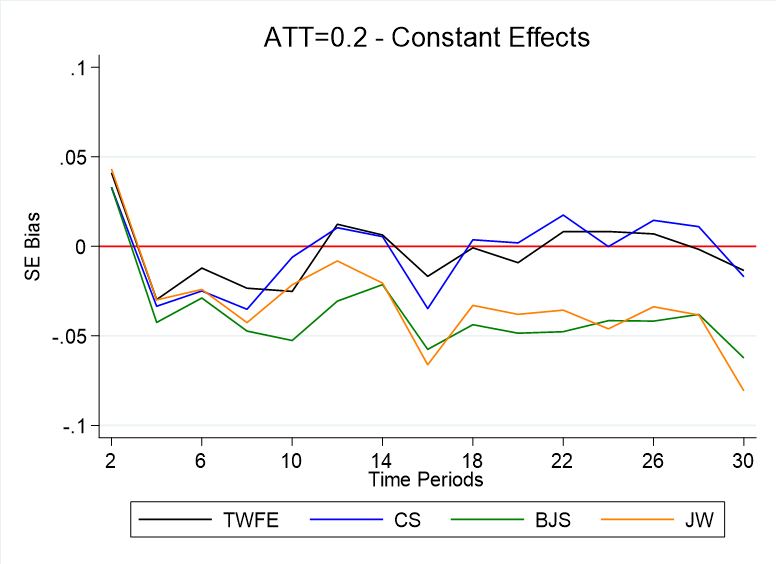 ATT=0.2 - Constant Effects
.1
.05
0
-.05
-.1
SE Bias
2 6 10 14 18 22 26 30
Time Periods
TWFE CS BJS JW